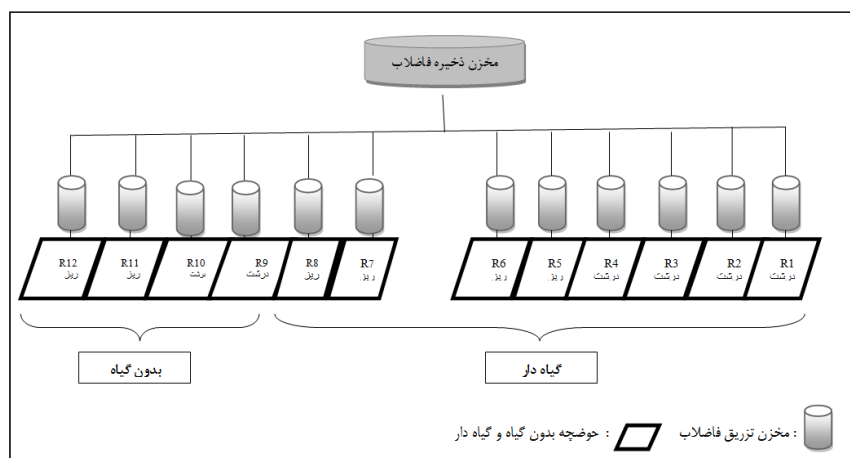 مخزن ذخیره فاضلاب
R12
ریز
R11
ریز
R10
درشت
R9
درشت
R8
ریز
R7
ریز
R6
ریز
R5
ریز
R4
درشت
R3
درشت
R2
درشت
R1
درشت
بدون گیاه
گیاه دار
: مخزن تزریق فاضلاب
: حوضچه بدون گیاه و گیاه دار